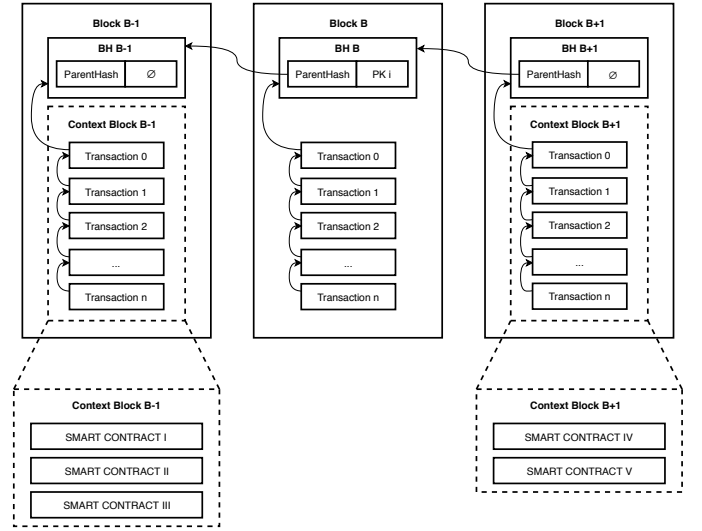 Block B-1
BH B-1
ParentHash
∅
Context Block B-1
Transaction 0
Transaction 1
Transaction 2
...
Transaction n
Context Block B-1
SMART CONTRACT I
SMART CONTRACT II
SMART CONTRACT III
Block B
BH B
ParentHash
PK i
Transaction 0
Transaction 1
Transaction 2
...
Transaction n
Block B+1
BH B+1
ParentHash
∅
Context Block B+1
Transaction 0
Transaction 1
Transaction 2
...
Transaction n
Context Block B+1
SMART CONTRACT IV
SMART CONTRACT V